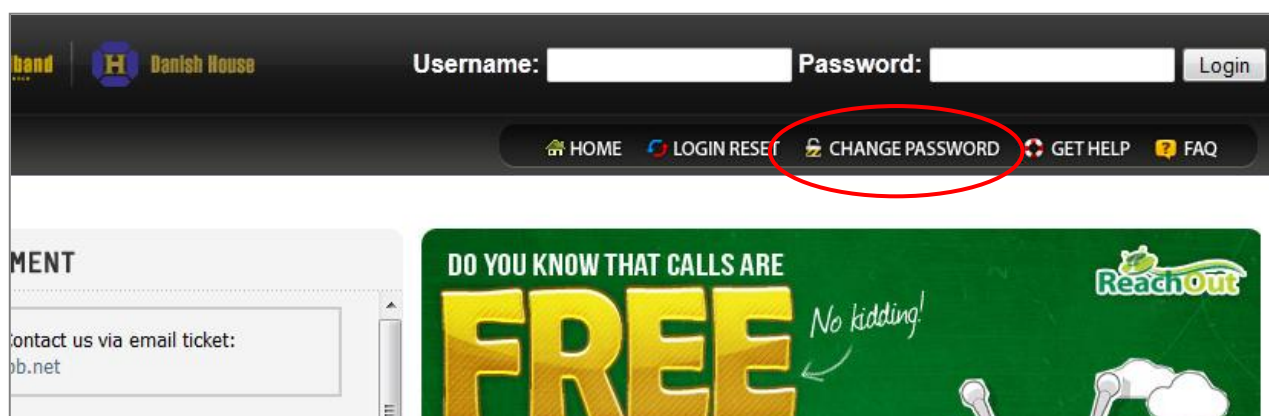 band
Danish House
Username:
Password:
Login
HOME
LOGIN RESET
CHANGE PASSWORD
GET HELP
FAQ
MENT
contact us via email ticket:
bb.net
DO YOU KNOW THAT CALLS ARE
FREE
No kidding!
ReachOut